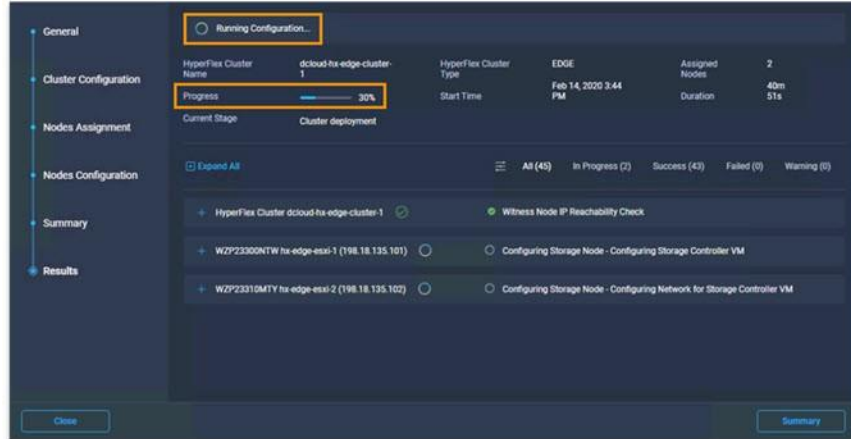 General
Cluster Configuration
Nodes Assignment
Nodes Configuration
Summary
Results
Running Configuration...
HyperFlex Cluster Name
dcloud-hx-edge-cluster-1
HyperFlex Cluster Type
EDGE
Assigned Nodes
2
Progress
30%
Start Time
Feb 14, 2020 3:44 PM
Duration
40m 51s
Current Stage
Cluster deployment
Expand All
All (45)
In Progress (2)
Success (43)
Failed (0)
Warning (0)
HyperFlex Cluster dcloud-hx-edge-cluster-1
Witness Node IP Reachability Check
WZP23300NTW hx-edge-esxi-1 (198.18.135.101)
Configuring Storage Node - Configuring Storage Controller VM
WZP23310MTY hx-edge-esxi-2 (198.18.135.102)
Configuring Storage Node - Configuring Network for Storage Controller VM
Close
Summary